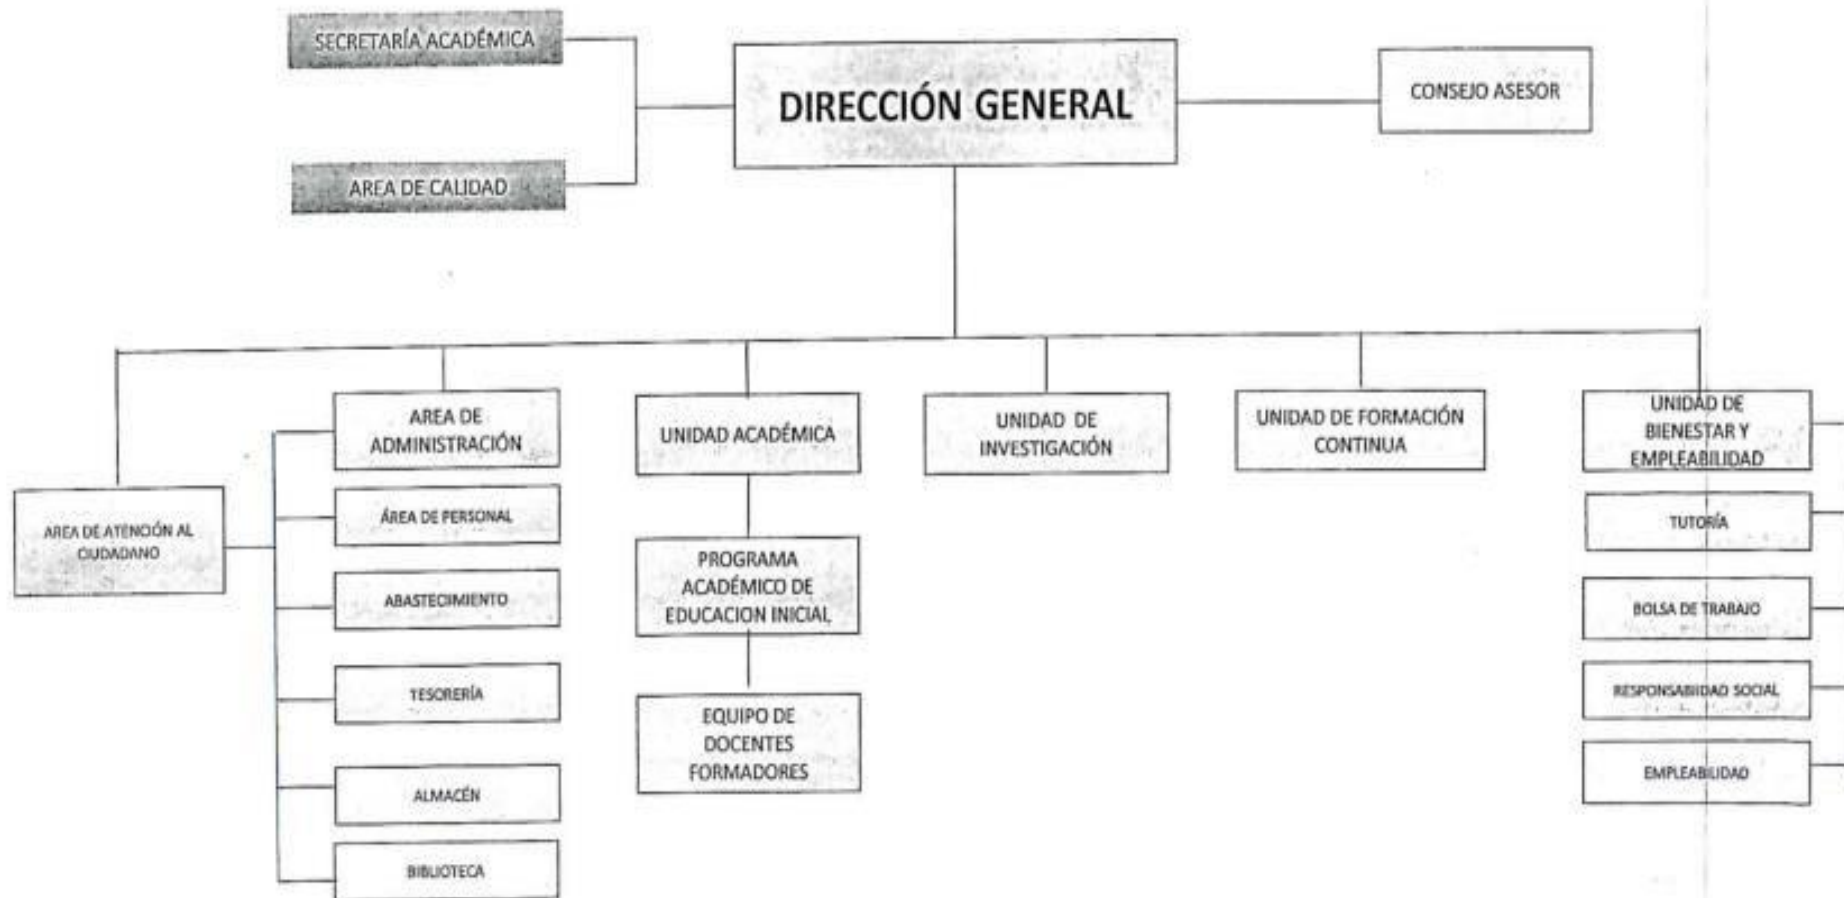 SECRETARÍA ACADÉMICA
DIRECCIÓN GENERAL
CONSEJO ASESOR
AREA DE CALIDAD
AREA DE ATENCIÓN AL
CIUDADANO
AREA DE
ADMINISTRACIÓN
ÁREA DE PERSONAL
ABASTECIMIENTO
TESORERÍA
ALMACÉN
BIBLIOTECA
UNIDAD ACADÉMICA
PROGRAMA
ACADÉMICO DE
EDUCACION INICIAL
EQUIPO DE
DOCENTES
FORMADORES
UNIDAD DE
INVESTIGACIÓN
UNIDAD DE FORMACIÓN
CONTINUA
UNIDAD DE
BIENESTAR Y
EMPLEABILIDAD
TUTORÍA
BOLSA DE TRABAJO
RESPONSABIIDAD SOCIAL
EMPLEABILIDAD